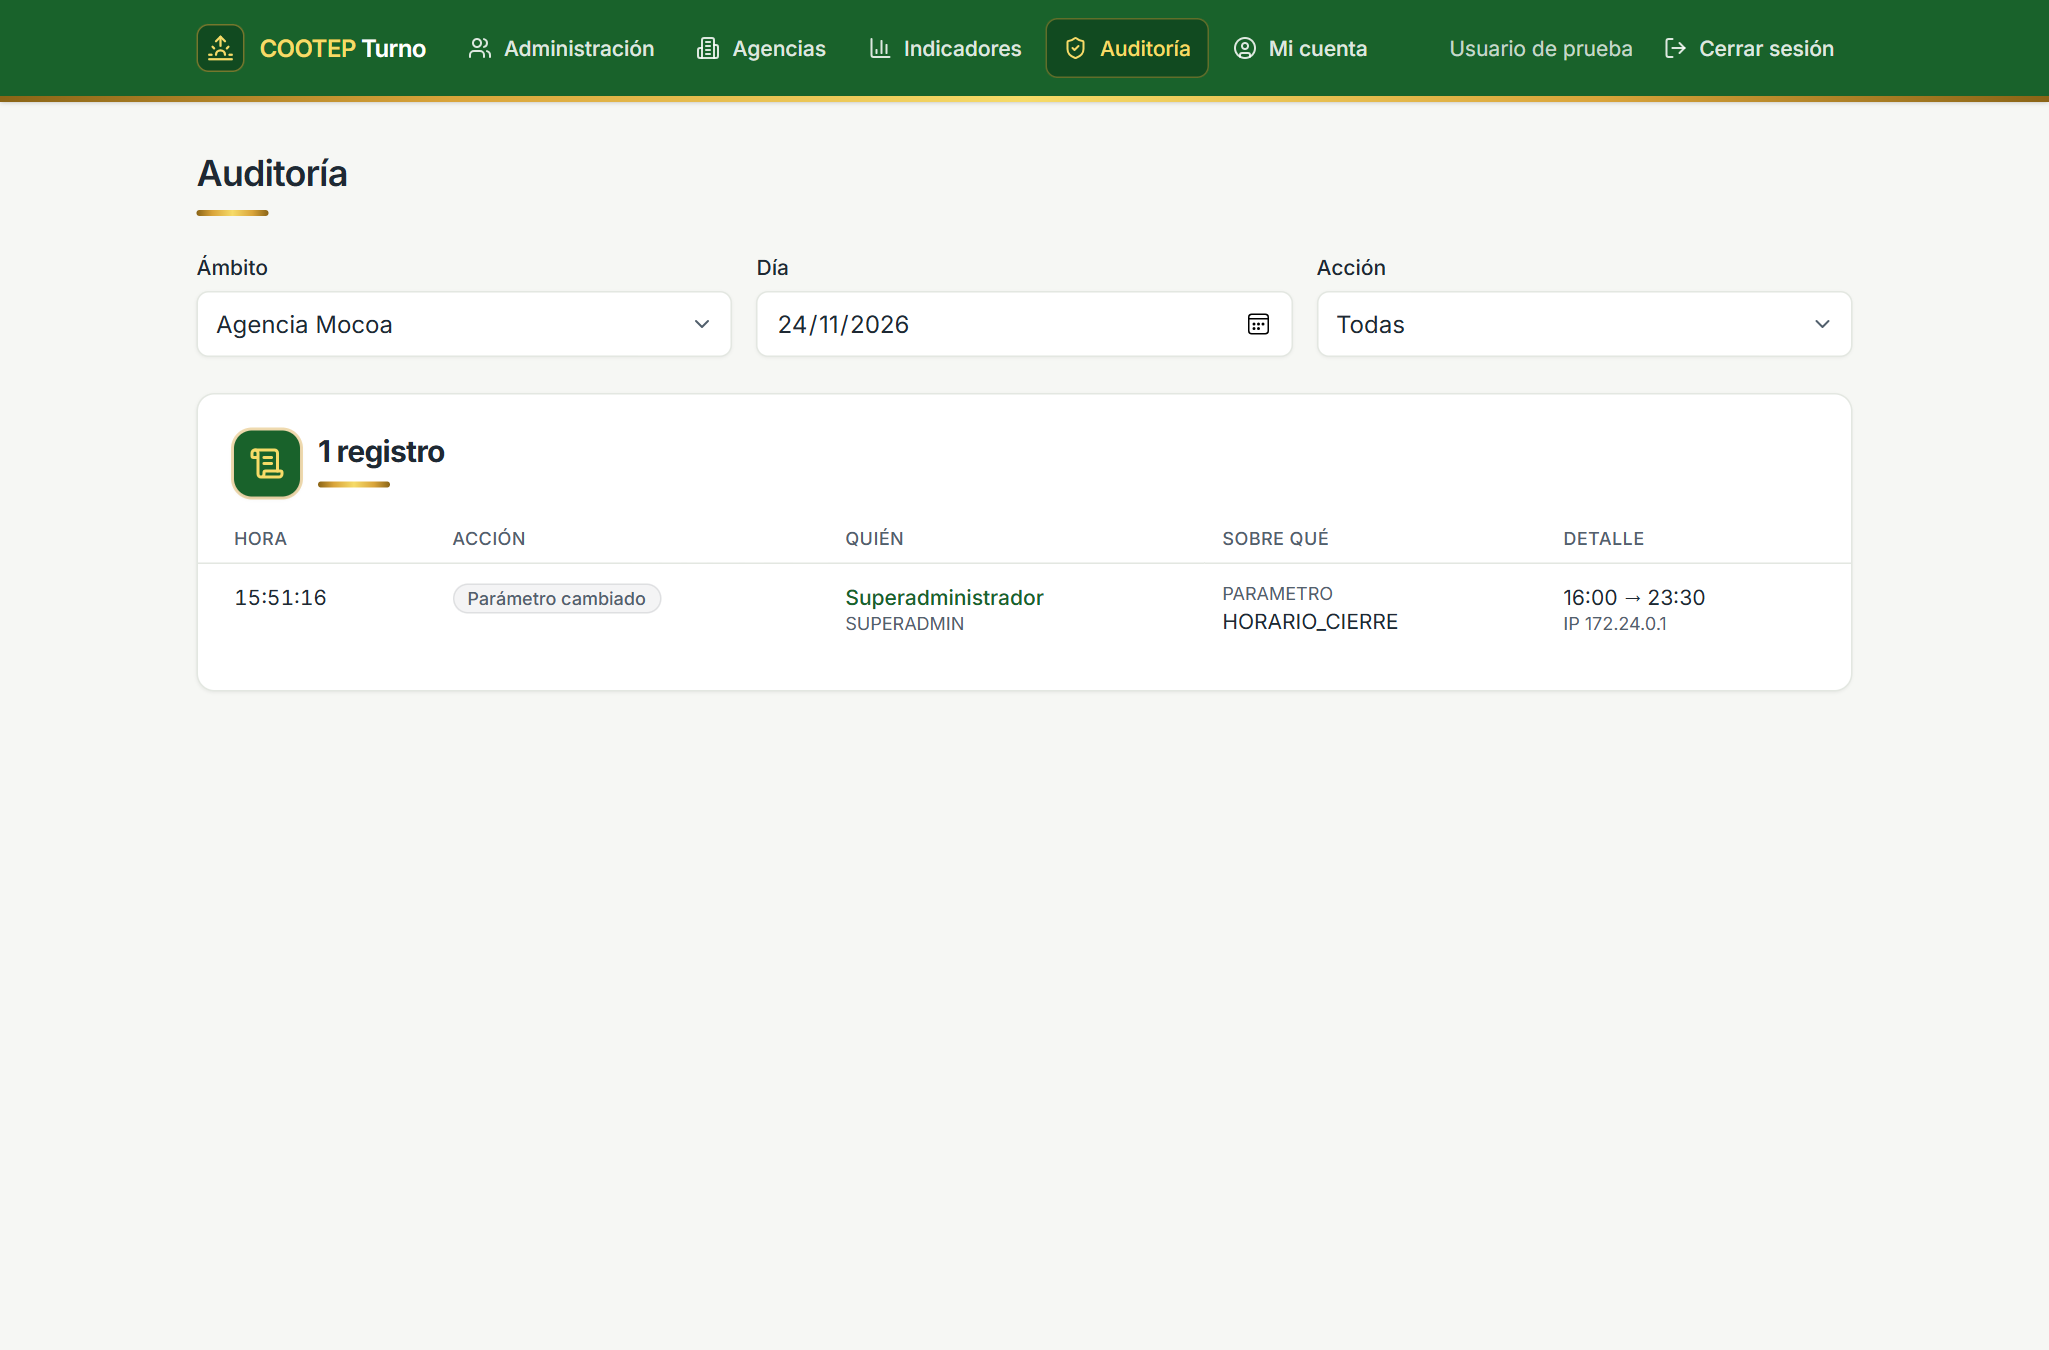 COOTEP Turno Administración Agencias Indicadores Auditoría Mi cuenta Usuario de prueba Cerrar sesión
Auditoría
Ámbito Día Acción
Agencia Mocoa 24/11/2026 Todas
1 registro
HORA ACCIÓN QUIÉN SOBRE QUÉ DETALLE
15:51:16 Parámetro cambiado Superadministrador PARAMETRO 16:00 → 23:30
SUPERADMIN HORARIO_CIERRE IP 172.24.0.1